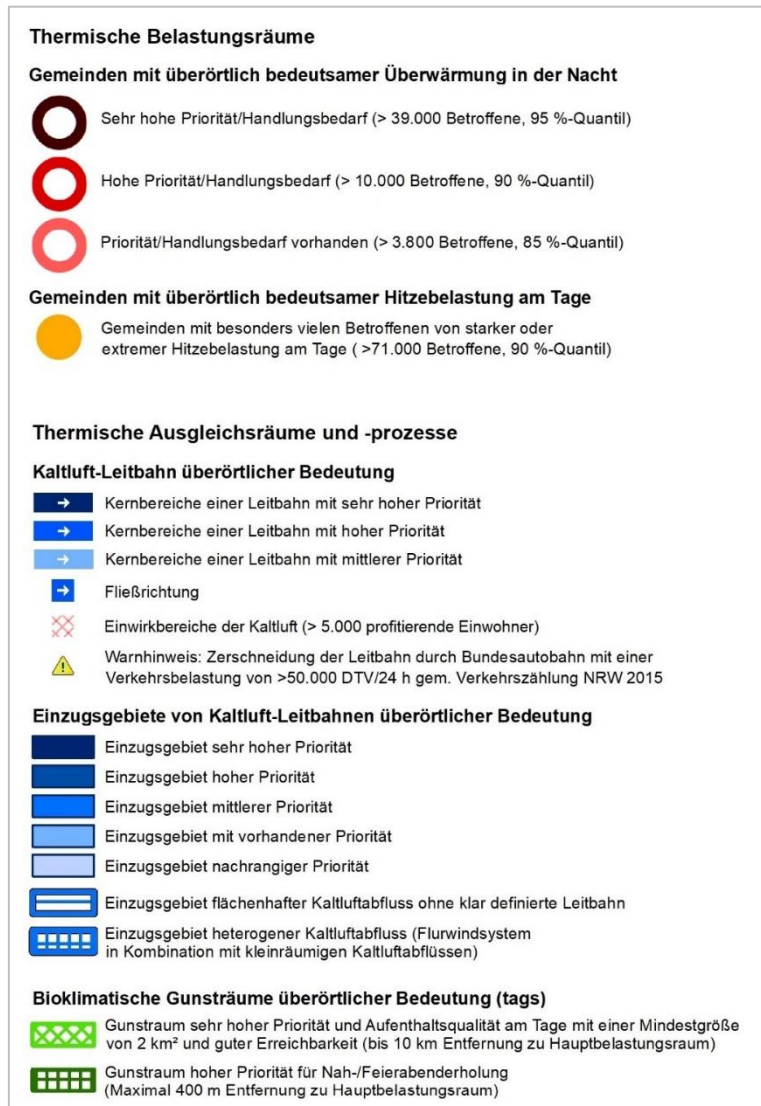 Thermische Belastungsräume
Gemeinden mit überörtlich bedeutsamer Überwärmung in der Nacht
Sehr hohe Priorität/Handlungsbedarf (> 39.000 Betroffene, 95 %-Quantil)
Hohe Priorität/Handlungsbedarf (> 10.000 Betroffene, 90 %-Quantil)
Priorität/Handlungsbedarf vorhanden (> 3.800 Betroffene, 85 %-Quantil)
Gemeinden mit überörtlich bedeutsamer Hitzebelastung am Tage
Gemeinden mit besonders vielen Betroffenen von starker oder
extremer Hitzebelastung am Tage ( >71.000 Betroffene, 90 %-Quantil)
Thermische Ausgleichsräume und -prozesse
Kaltluft-Leitbahn überörtlicher Bedeutung
Kernbereiche einer Leitbahn mit sehr hoher Priorität
Kernbereiche einer Leitbahn mit hoher Priorität
Kernbereiche einer Leitbahn mit mittlerer Priorität
Fließrichtung
Einwirkbereiche der Kaltluft (> 5.000 profitierende Einwohner)
Warnhinweis: Zerschneidung der Leitbahn durch Bundesautobahn mit einer
Verkehrsbelastung von >50.000 DTV/24 h gem. Verkehrszählung NRW 2015
Einzugsgebiete von Kaltluft-Leitbahnen überörtlicher Bedeutung
Einzugsgebiet sehr hoher Priorität
Einzugsgebiet hoher Priorität
Einzugsgebiet mittlerer Priorität
Einzugsgebiet mit vorhandener Priorität
Einzugsgebiet nachrangiger Priorität
Einzugsgebiet flächenhafter Kaltluftabfluss ohne klar definierte Leitbahn
Einzugsgebiet heterogener Kaltluftabfluss (Flurwindsystem
in Kombination mit kleinräumigen Kaltluftabflüssen)
Bioklimatische Gunsträume überörtlicher Bedeutung (tags)
Gunstraum sehr hoher Priorität und Aufenthaltsqualität am Tage mit einer Mindestgröße
von 2 km² und guter Erreichbarkeit (bis 10 km Entfernung zu Hauptbelastungsraum)
Gunstraum hoher Priorität für Nah-/Feierabenderholung
(Maximal 400 m Entfernung zu Hauptbelastungsraum)